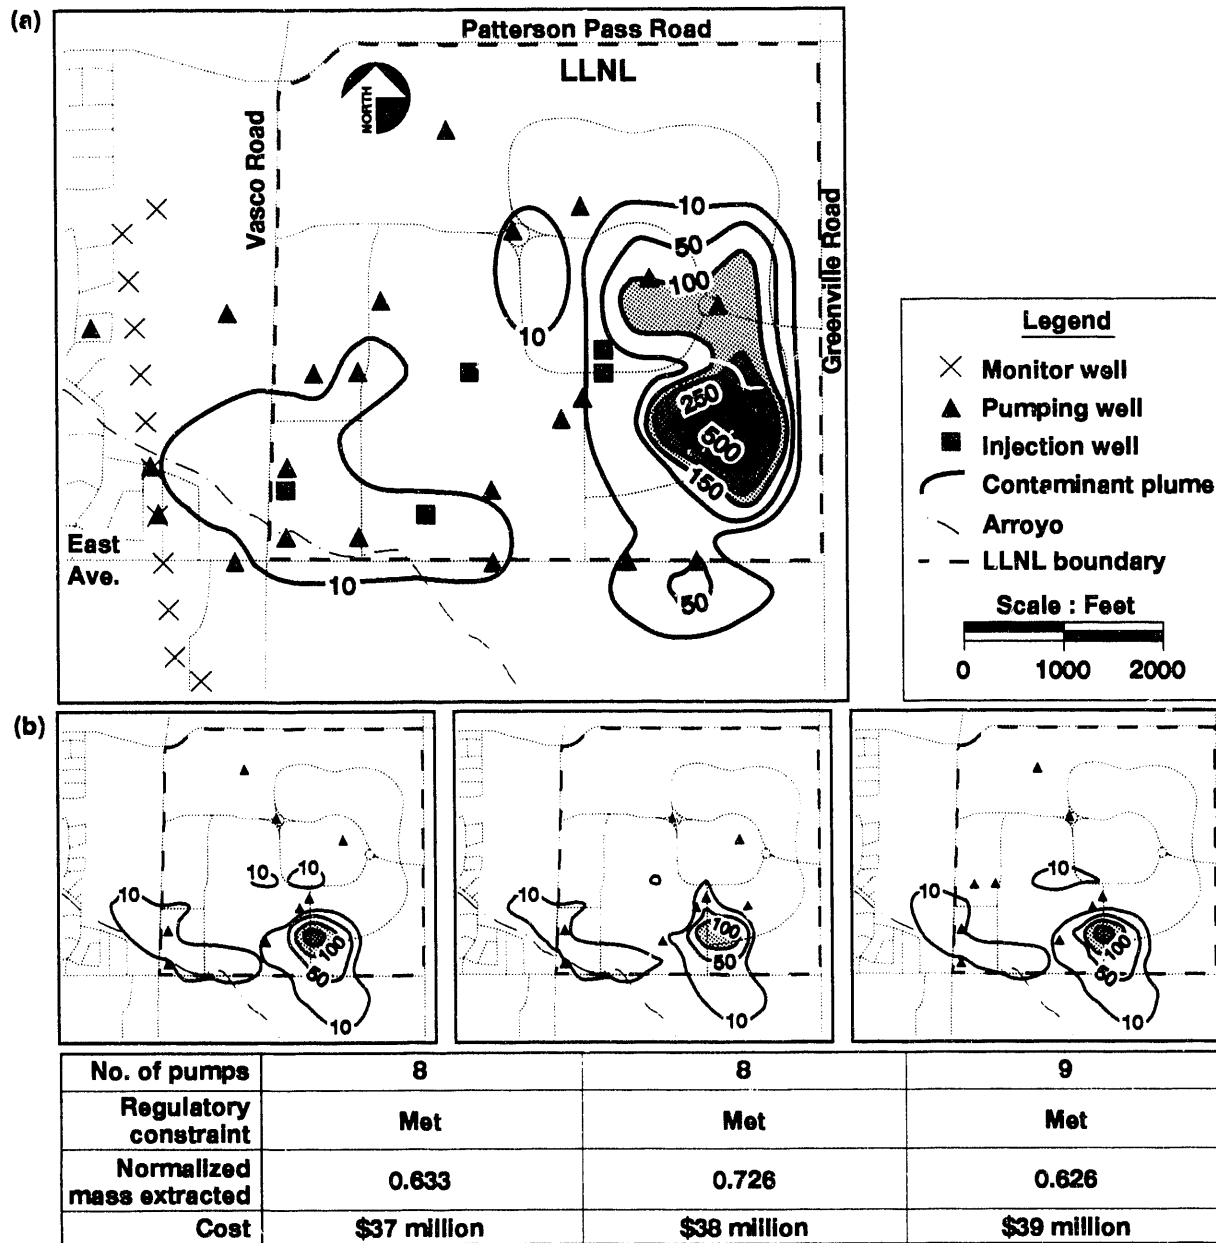 (a)
Patterson Pass Road
LLNL
NORTH
Vasco Road
Greenville Road
10
50
100
10
250
500
150
East
Ave.
10
50
Legend
Monitor well
Pumping well
Injection well
Contaminant plume
Arroyo
LLNL boundary
Scale : Feet
0 1000 2000
(b)
10
10
10
100
50
10
10
100
50
10
10
10
100
50
10
No. of pumps 8 8 9
Regulatory
constraint Met Met Met
Normalized
mass extracted 0.633 0.726 0.626
Cost $37 million $38 million $39 million